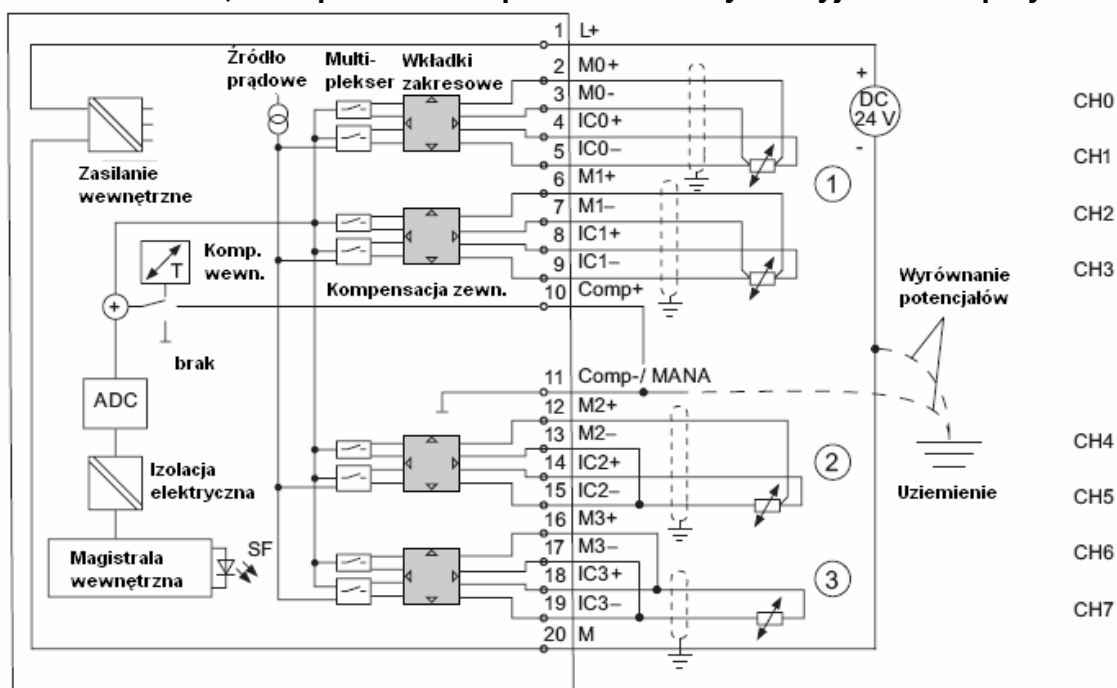 1 L+
2 M0+
3 M0-
4 IC0+
5 IC0–
6 M1+
7 M1–
8 IC1+
9 IC1–
10 Comp+
11 Comp-/ MANA
12 M2+
13 M2–
14 IC2+
15 IC2–
16 M3+
17 M3–
18 IC3+
19 IC3–
20 M
Źródło
prądowe
Multi-
plekser
Wkładki
zakresowe
Zasilanie
wewnętrzne
T
Komp.
wewn.
Kompensacja zewn.
+
brak
ADC
Izolacja
elektryczna
Magistrala
wewnętrzna
SF
+
DC
24 V
-
1
2
3
Wyrównanie
potencjałów
Uziemienie
CH0
CH1
CH2
CH3
CH4
CH5
CH6
CH7